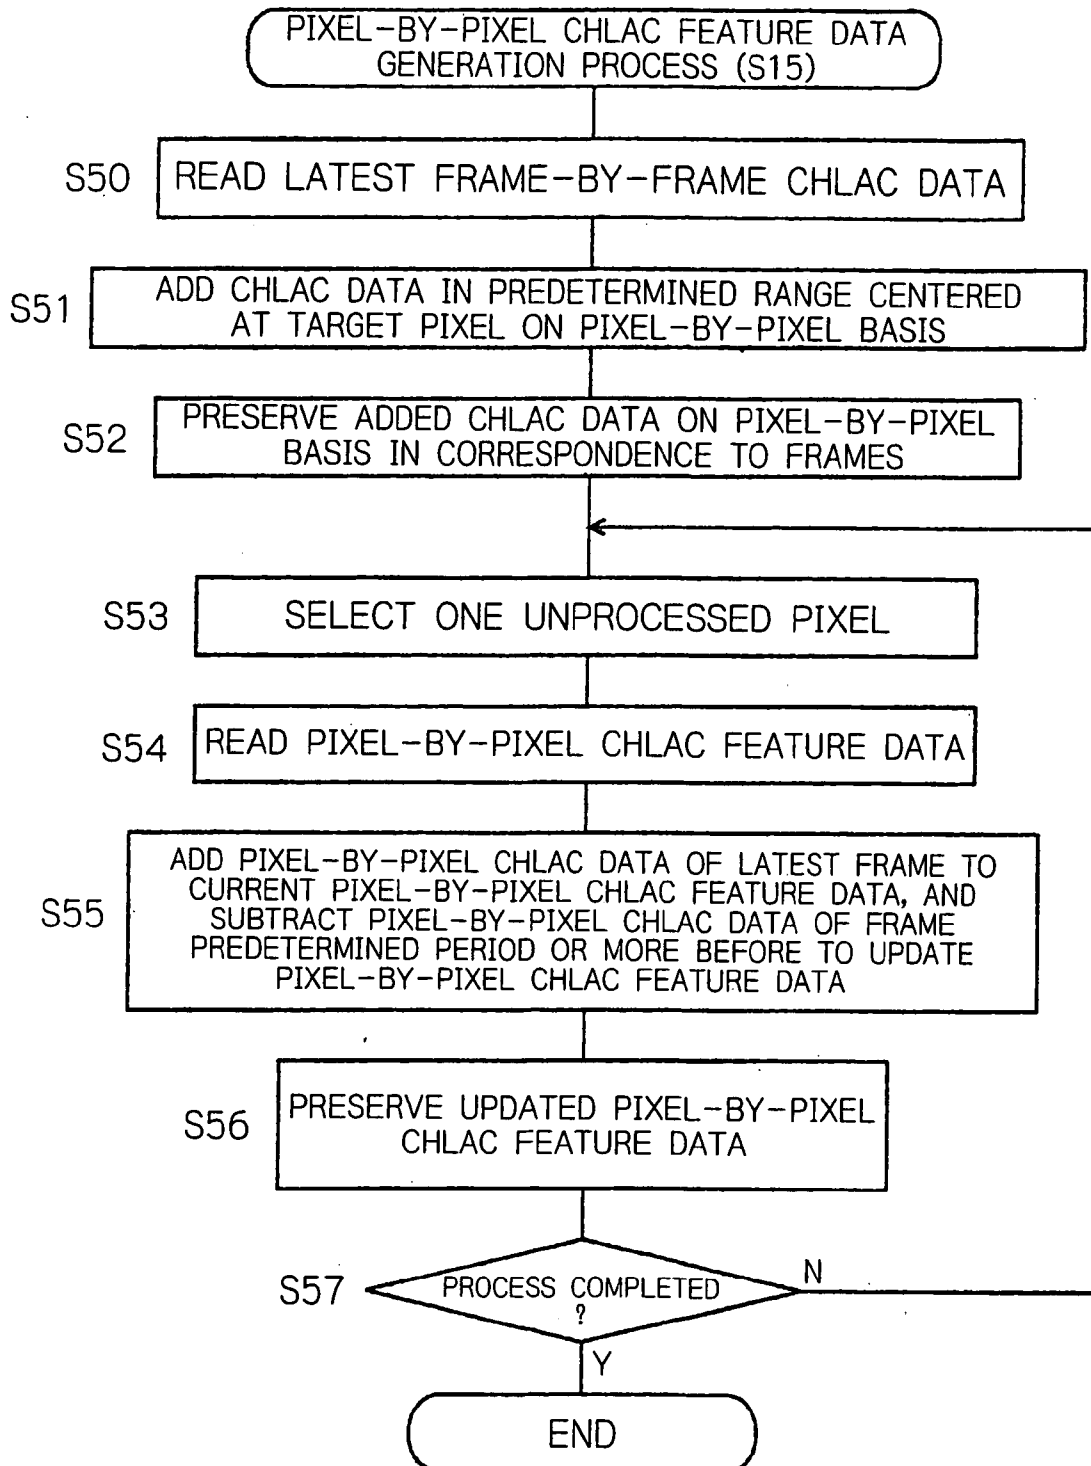 PIXEL-BY-PIXEL CHLAC FEATURE DATA
GENERATION PROCESS (S15)
S50
READ LATEST FRAME-BY-FRAME CHLAC DATA
S51
ADD CHLAC DATA IN PREDETERMINED RANGE CENTERED
AT TARGET PIXEL ON PIXEL-BY-PIXEL BASIS
S52
PRESERVE ADDED CHLAC DATA ON PIXEL-BY-PIXEL
BASIS IN CORRESPONDENCE TO FRAMES
S53
SELECT ONE UNPROCESSED PIXEL
S54
READ PIXEL-BY-PIXEL CHLAC FEATURE DATA
S55
ADD PIXEL-BY-PIXEL CHLAC DATA OF LATEST FRAME TO
CURRENT PIXEL-BY-PIXEL CHLAC FEATURE DATA, AND
SUBTRACT PIXEL-BY-PIXEL CHLAC DATA OF FRAME
PREDETERMINED PERIOD OR MORE BEFORE TO UPDATE
PIXEL-BY-PIXEL CHLAC FEATURE DATA
S56
PRESERVE UPDATED PIXEL-BY-PIXEL
CHLAC FEATURE DATA
S57
PROCESS COMPLETED
?
N
Y
END